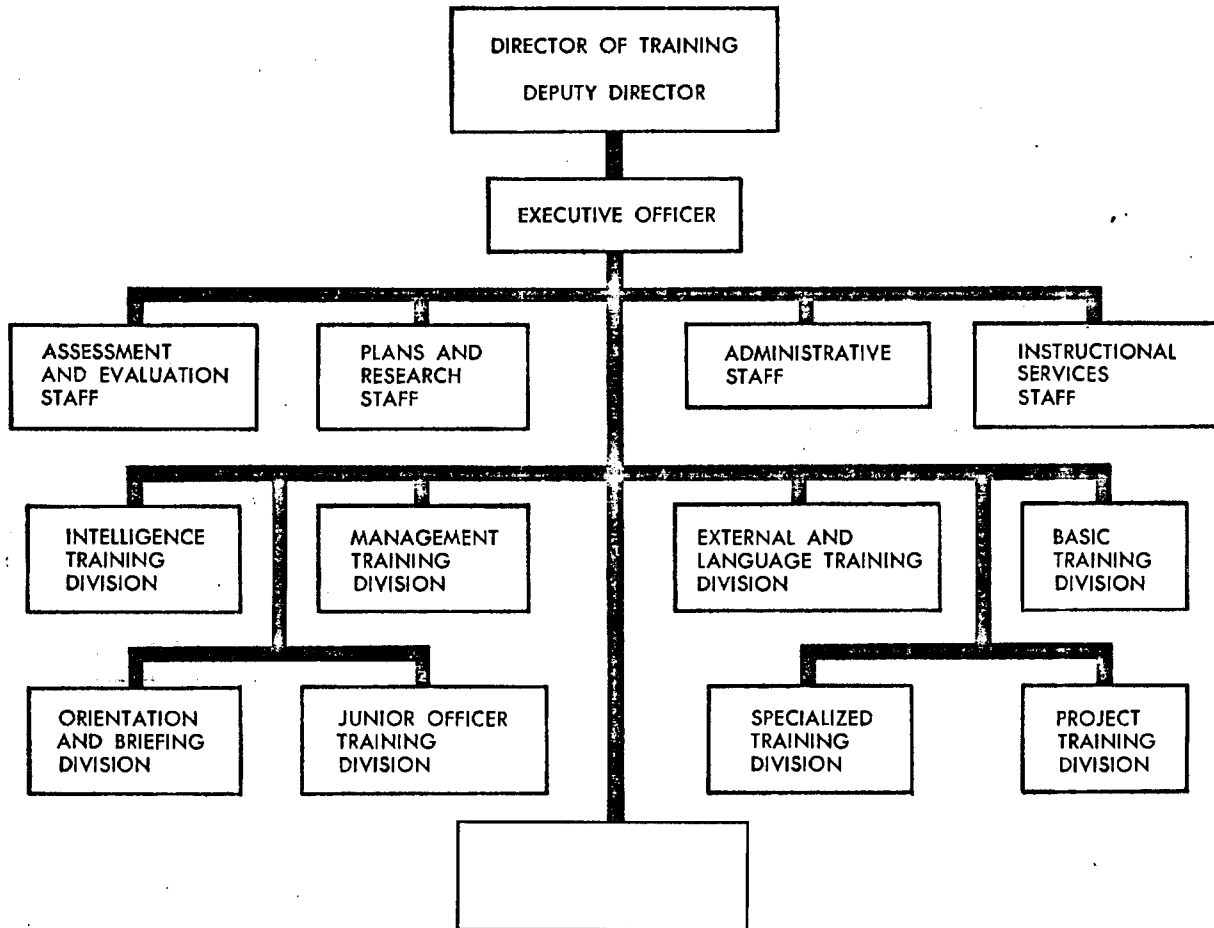 DIRECTOR OF TRAINING
DEPUTY DIRECTOR
EXECUTIVE OFFICER
ASSESSMENT
AND EVALUATION
STAFF
PLANS AND
RESEARCH
STAFF
ADMINISTRATIVE
STAFF
INSTRUCTIONAL
SERVICES
STAFF
INTELLIGENCE
TRAINING
DIVISION
MANAGEMENT
TRAINING
DIVISION
EXTERNAL AND
LANGUAGE TRAINING
DIVISION
BASIC
TRAINING
DIVISION
ORIENTATION
AND BRIEFING
DIVISION
JUNIOR OFFICER
TRAINING
DIVISION
SPECIALIZED
TRAINING
DIVISION
PROJECT
TRAINING
DIVISION